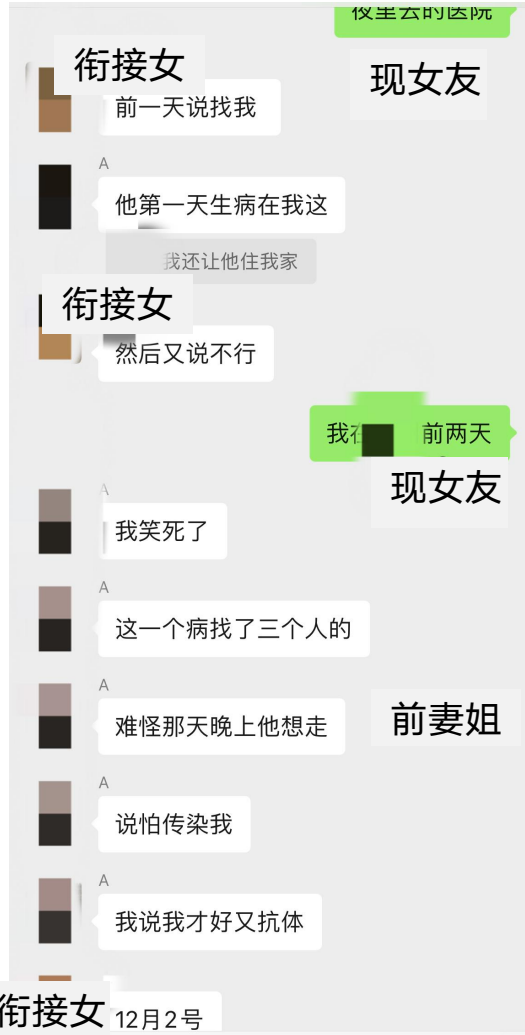 夜里去的医院
衔接女
现女友
前一天说找我
A
他第一天生病在我这
我还让他住我家
衔接女
然后又说不行
我在 前两天
现女友
A
我笑死了
A
这一个病找了三个人的
A
难怪那天晚上他想走
前妻姐
A
说怕传染我
A
我说我才好又抗体
衔接女
12月2号